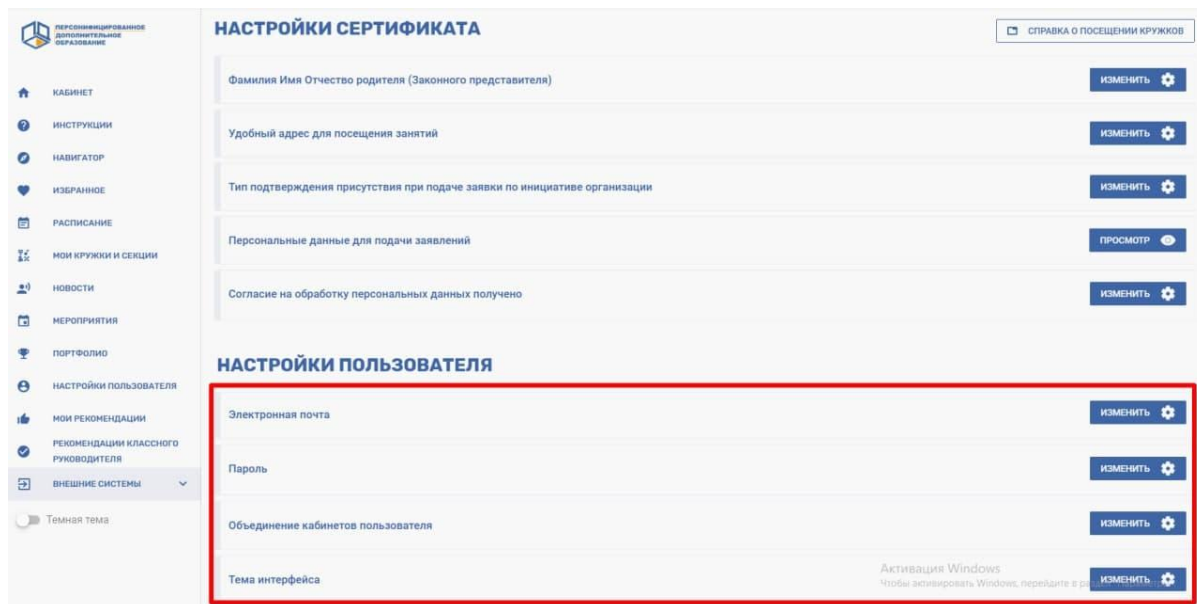 ПЕРСОНИФИЦИРОВАННОЕ
ДОПОЛНИТЕЛЬНОЕ
ОБРАЗОВАНИЕ
КАБИНЕТ
ИНСТРУКЦИИ
НАВИГАТОР
ИЗБРАННОЕ
РАСПИСАНИЕ
МОИ КРУЖКИ И СЕКЦИИ
НОВОСТИ
МЕРОПРИЯТИЯ
ПОРТФОЛИО
НАСТРОЙКИ ПОЛЬЗОВАТЕЛЯ
МОИ РЕКОМЕНДАЦИИ
РЕКОМЕНДАЦИИ КЛАССНОГО
РУКОВОДИТЕЛЯ
ВНЕШНИЕ СИСТЕМЫ
Темная тема
НАСТРОЙКИ СЕРТИФИКАТА
СПРАВКА О ПОСЕЩЕНИИ КРУЖКОВ
Фамилия Имя Отчество родителя (Законного представителя)
ИЗМЕНИТЬ
Удобный адрес для посещения занятий
ИЗМЕНИТЬ
Тип подтверждения присутствия при подаче заявки по инициативе организации
ИЗМЕНИТЬ
Персональные данные для подачи заявлений
ПРОСМОТР
Согласие на обработку персональных данных получено
ИЗМЕНИТЬ
НАСТРОЙКИ ПОЛЬЗОВАТЕЛЯ
Электронная почта
ИЗМЕНИТЬ
Пароль
ИЗМЕНИТЬ
Объединение кабинетов пользователя
ИЗМЕНИТЬ
Тема интерфейса
ИЗМЕНИТЬ
Активация Windows
Чтобы активировать Windows, перейдите в